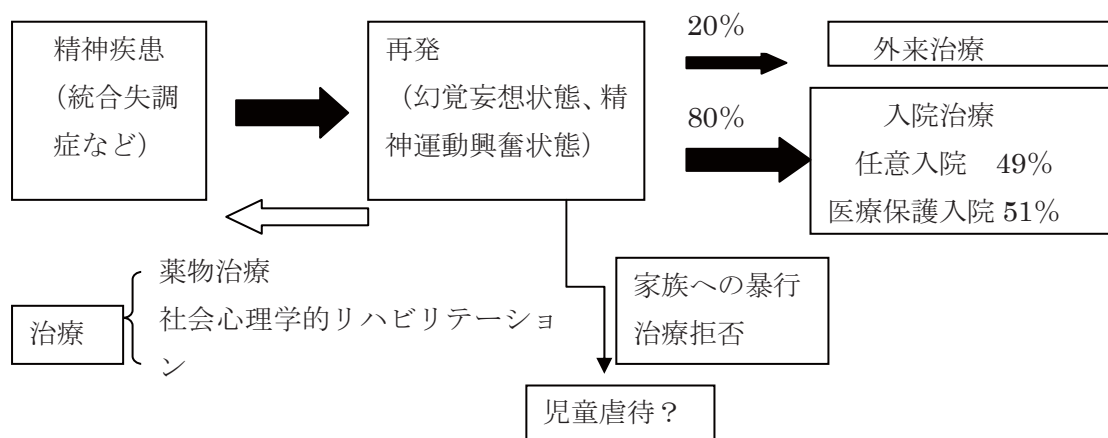 精神疾患
(統合失調
症など)
再発
(幻覚妄想状態、精
神運動興奮状態)
20%
外来治療
80%
入院治療
任意入院 49%
医療保護入院 51%
治療
薬物治療
社会心理学的リハビリテーショ
ン
家族への暴行
治療拒否
児童虐待？